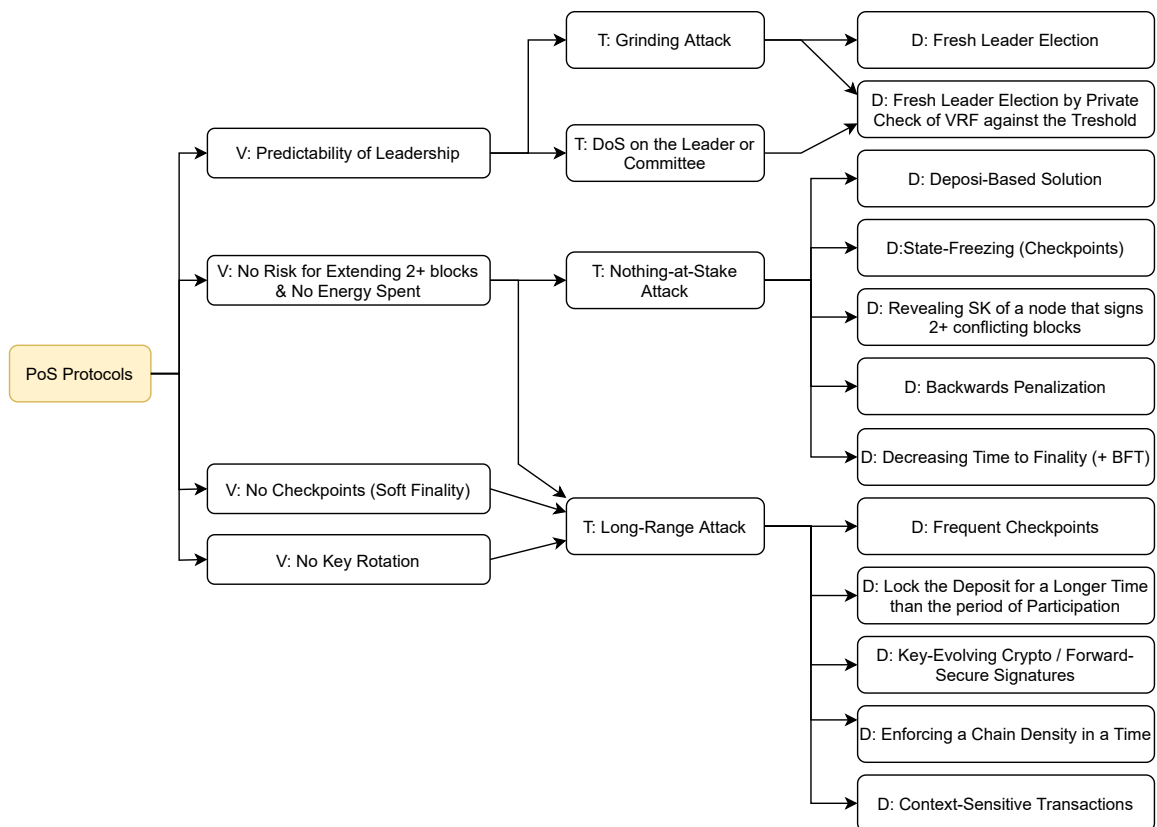 PoS Protocols
V: Predictability of Leadership
V: No Risk for Extending 2+ blocks
& No Energy Spent
V: No Checkpoints (Soft Finality)
V: No Key Rotation
T: Grinding Attack
T: DoS on the Leader or
Committee
T: Nothing-at-Stake
Attack
T: Long-Range Attack
D: Fresh Leader Election
D: Fresh Leader Election by Private
Check of VRF against the Treshold
D: Deposi-Based Solution
D:State-Freezing (Checkpoints)
D: Revealing SK of a node that signs
2+ conflicting blocks
D: Backwards Penalization
D: Decreasing Time to Finality (+ BFT)
D: Frequent Checkpoints
D: Lock the Deposit for a Longer Time
than the period of Participation
D: Key-Evolving Crypto / Forward-
Secure Signatures
D: Enforcing a Chain Density in a Time
D: Context-Sensitive Transactions